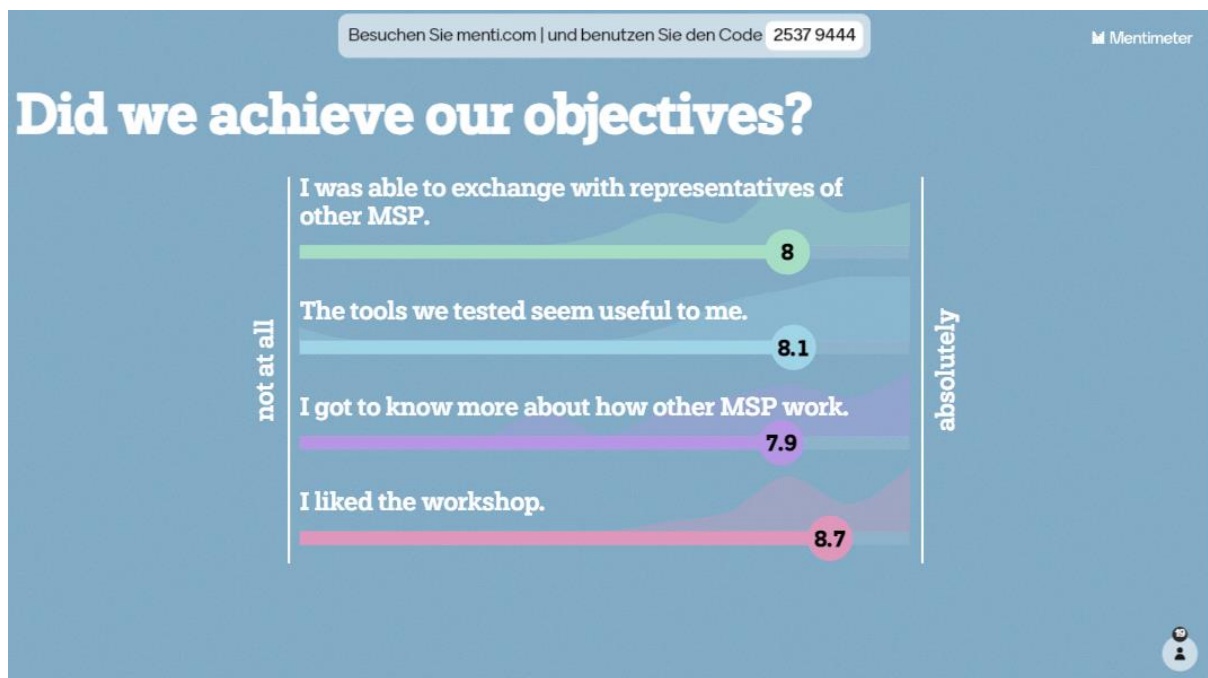 Besuchen Sie menti.com | und benutzen Sie den Code 2537 9444
Mentimeter
Did we achieve our objectives?
I was able to exchange with representatives of
other MSP.
8
The tools we tested seem useful to me.
8.1
not at all
absolutely
I got to know more about how other MSP work.
7.9
I liked the workshop.
8.7
19